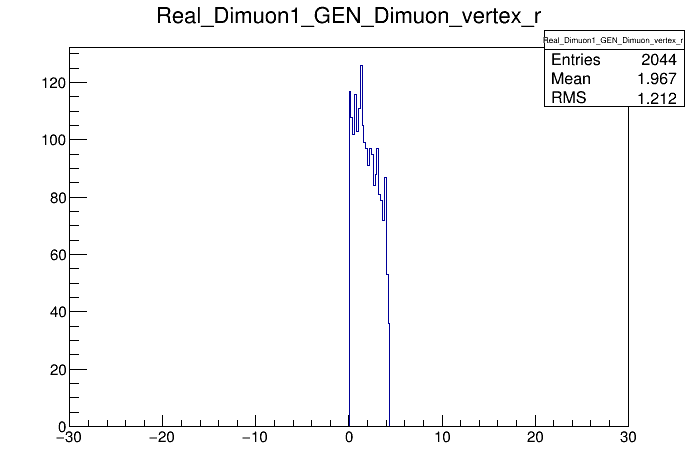 Real_Dimuon1_GEN_Dimuon_vertex_r
Real_Dimuon1_GEN_Dimuon_vertex_r
Entries 2044
Mean 1.967
RMS 1.212
120
100
80
60
40
20
0
−30 −20 −10 0 10 20 30